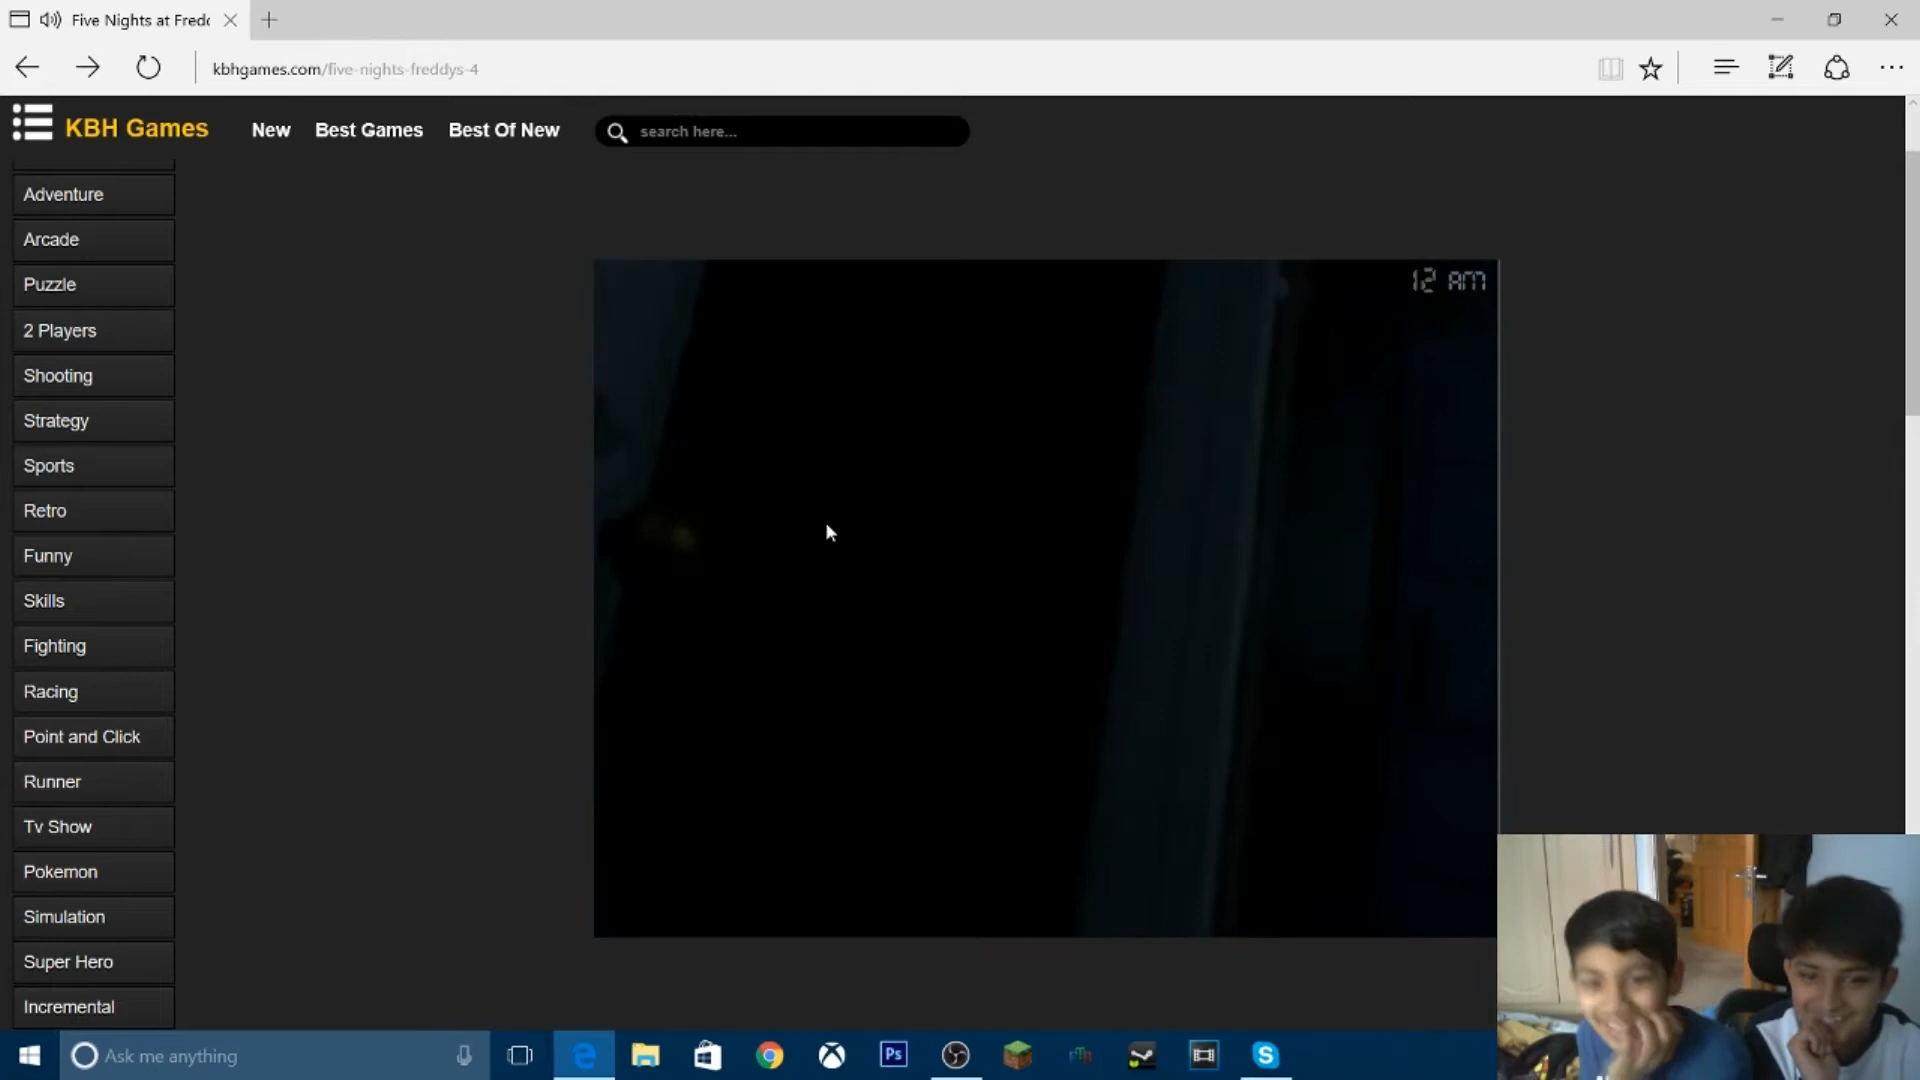 Five Nights at Fredd
kbhgames.com/five-nights-freddys-4
KBH Games
New
Best Games
Best Of New
search here...
Adventure
Arcade
Puzzle
2 Players
Shooting
Strategy
Sports
Retro
Funny
Skills
Fighting
Racing
Point and Click
Runner
Tv Show
Pokemon
Simulation
Super Hero
Incremental
12 AM
Ask me anything
Ps